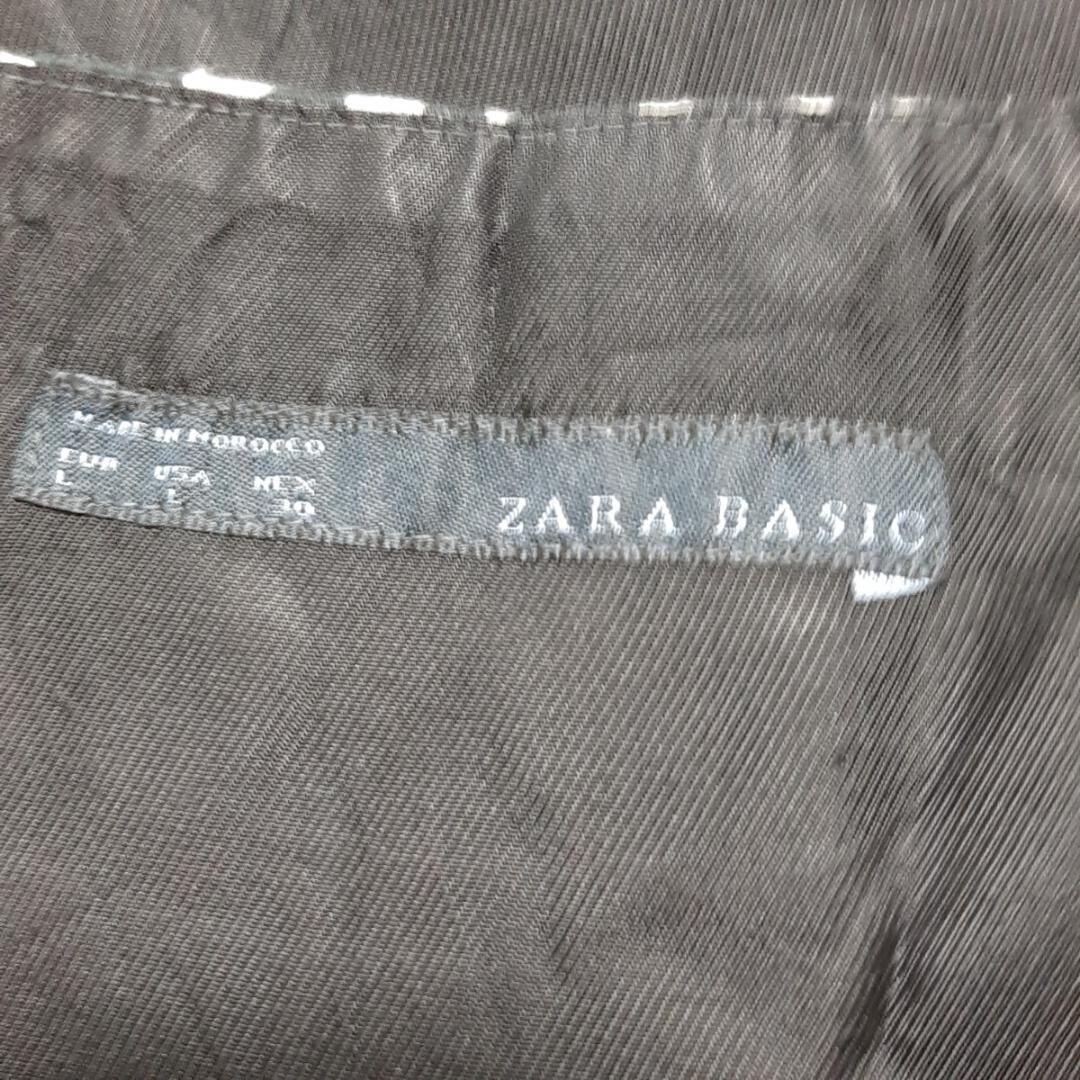 MADE IN MOROCCO
EUR USA MEX
L L 30
ZARA BASIC